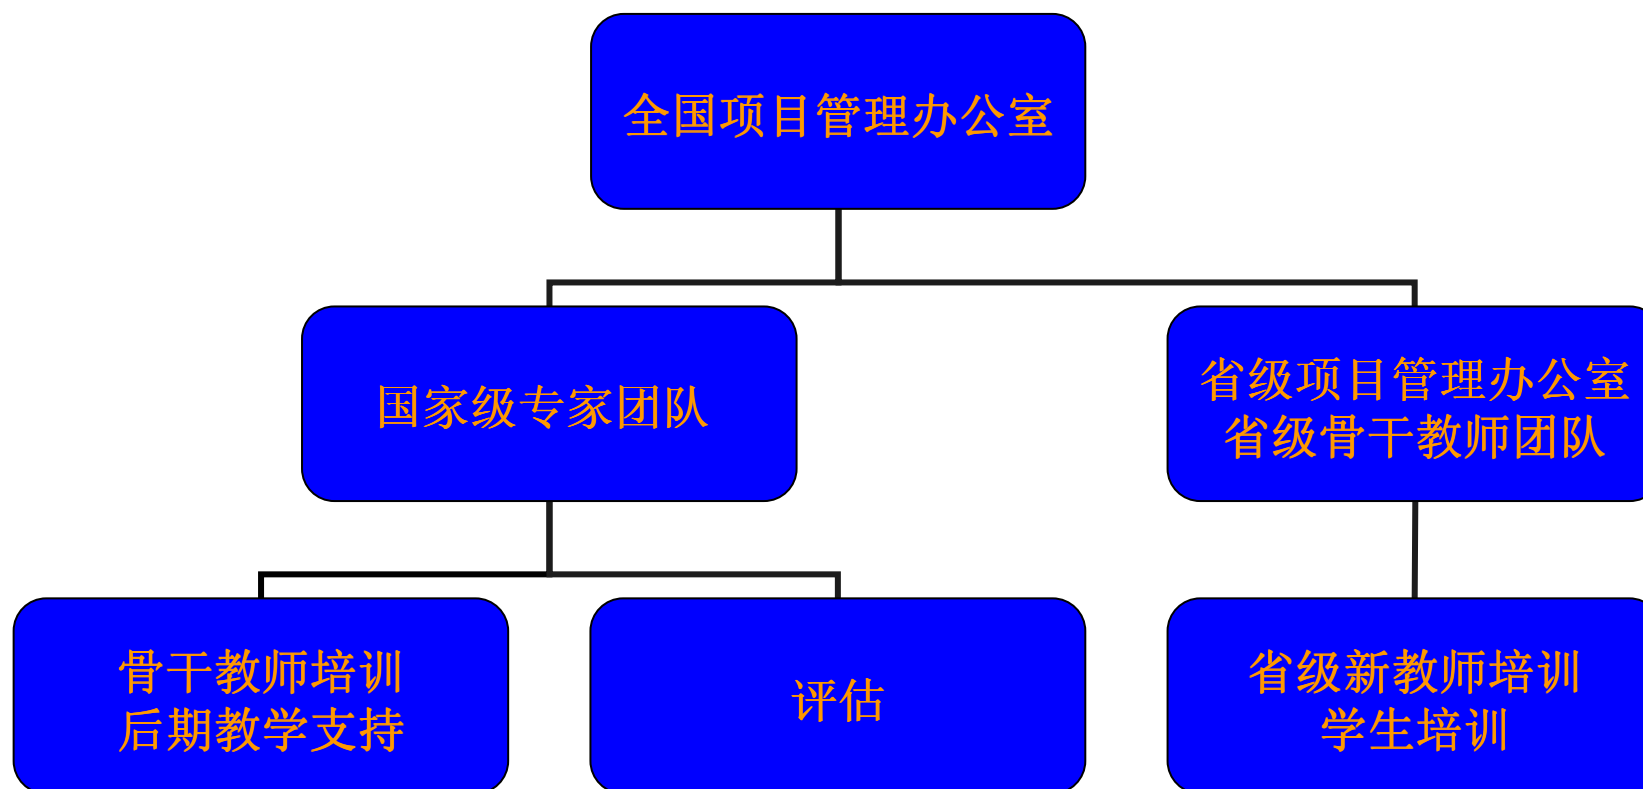 全国项目管理办公室
国家级专家团队
省级项目管理办公室
省级骨干教师团队
骨干教师培训
后期教学支持
评估
省级新教师培训
学生培训